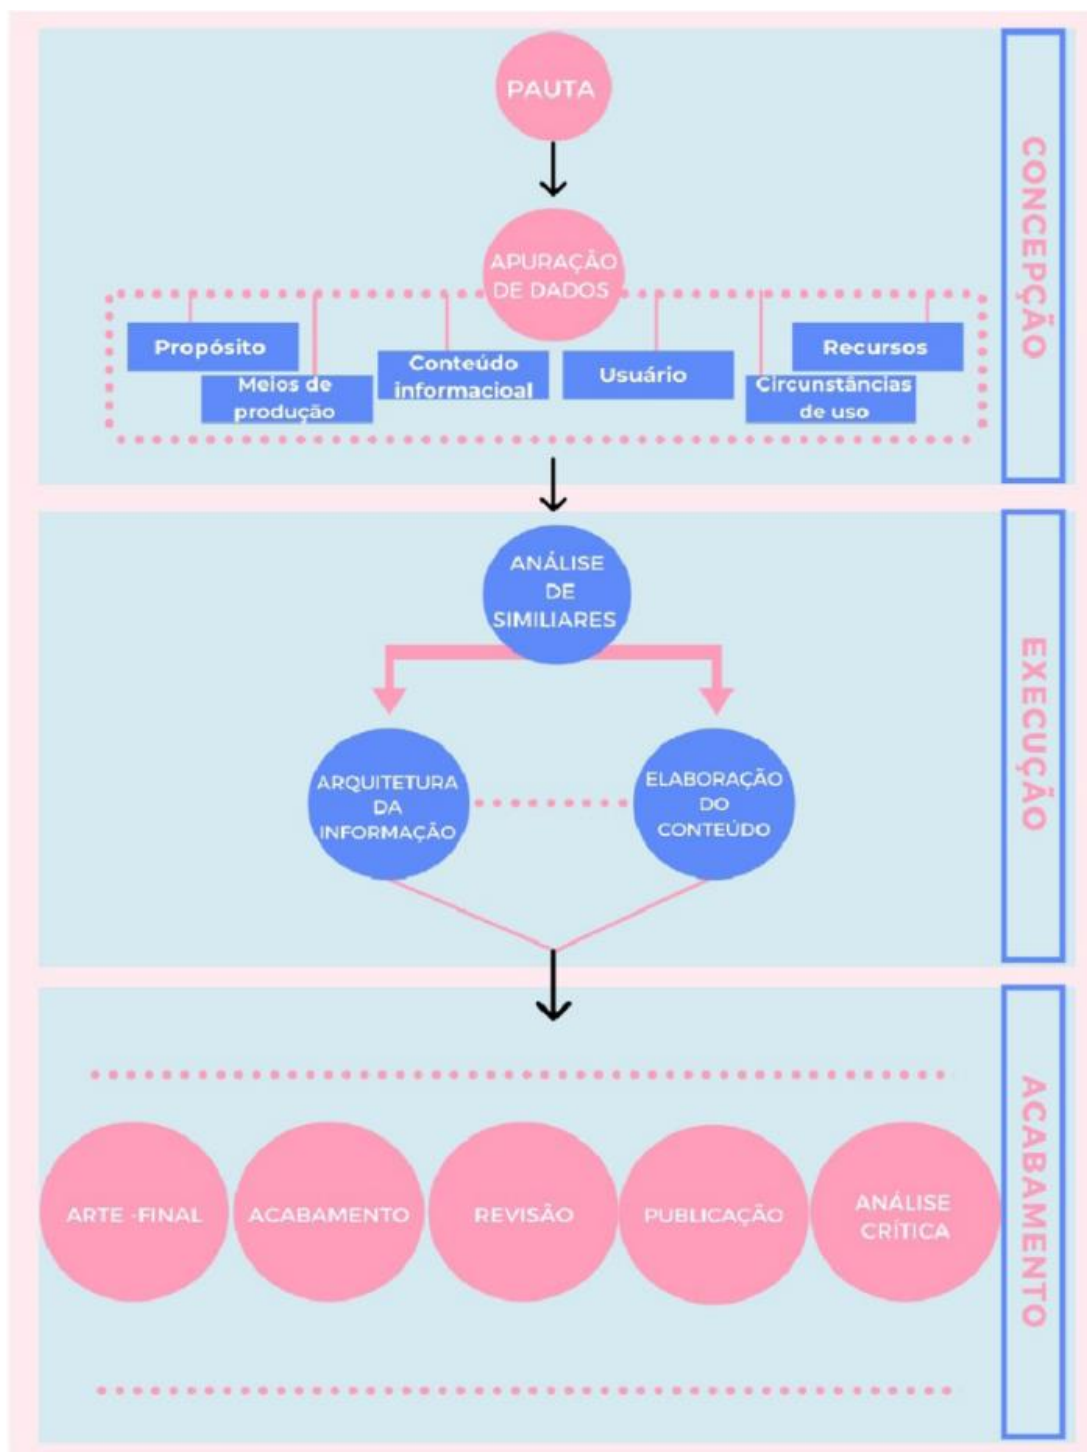 PAUTA
CONCEPÇÃO
APURAÇÃO
DE DADOS
Propósito
Meios de
produção
Conteúdo
informacioal
Usuário
Circunstâncias
de uso
Recursos
EXECUÇÃO
ANÁLISE
DE
SIMILIARES
ARQUITETURA
DA
INFORMAÇÃO
ELABORAÇÃO
DO
CONTEÚDO
ACABAMENTO
ARTE -FINAL
ACABAMENTO
REVISÃO
PUBLICAÇÃO
ANÁLISE
CRÍTICA